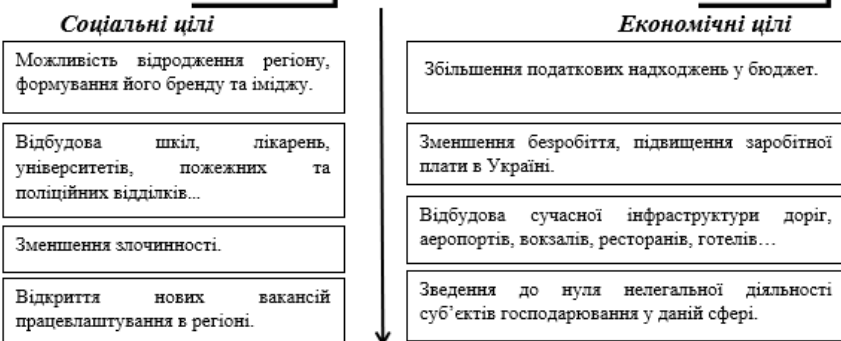 Соціальні цілі
Можливість відродження регіону,
формування його бренду та іміджу.
Відбудова шкіл, лікарень,
університетів, пожежних та
поліційних відділків...
Зменшення злочинності.
Відкриття нових вакансій
працевлаштування в регіоні.
Економічні цілі
Збільшення податкових надходжень у бюджет.
Зменшення безробіття, підвищення заробітної
плати в Україні.
Відбудова сучасної інфраструктури доріг,
аеропортів, вокзалів, ресторанів, готелів…
Зведення до нуля нелегальної діяльності
суб’єктів господарювання у даній сфері.